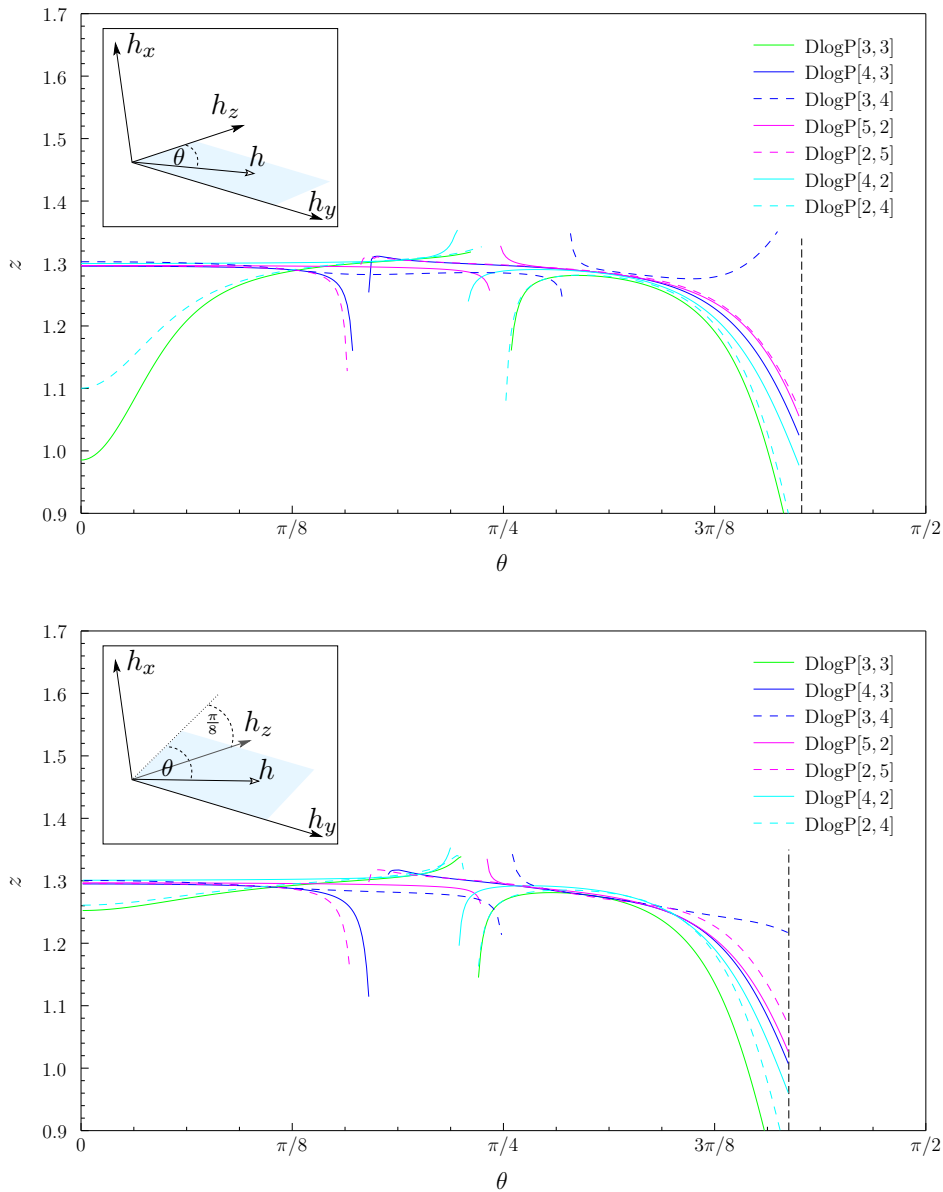 1.7
1.6
1.5
1.4
1.3
1.2
1.1
1.0
0.9
z
h_x
h_z
θ
h
h_y
DlogP[3, 3]
DlogP[4, 3]
DlogP[3, 4]
DlogP[5, 2]
DlogP[2, 5]
DlogP[4, 2]
DlogP[2, 4]
0 π/8 π/4 3π/8 π/2
θ
1.7
1.6
1.5
1.4
1.3
1.2
1.1
1.0
0.9
z
h_x
π/8
h_z
θ
h
h_y
DlogP[3, 3]
DlogP[4, 3]
DlogP[3, 4]
DlogP[5, 2]
DlogP[2, 5]
DlogP[4, 2]
DlogP[2, 4]
0 π/8 π/4 3π/8 π/2
θ